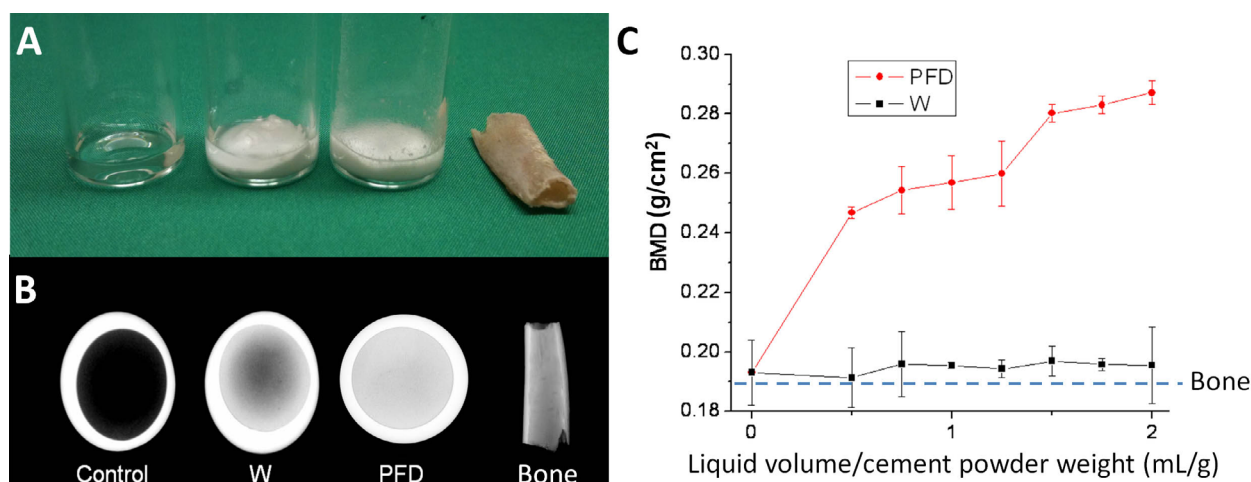 A
B
Control
W
PFD
Bone
C
PFD
W
BMD (g/cm²)
0.30
0.28
0.26
0.24
0.22
0.20
0.18
Bone
0
1
2
Liquid volume/cement powder weight (mL/g)